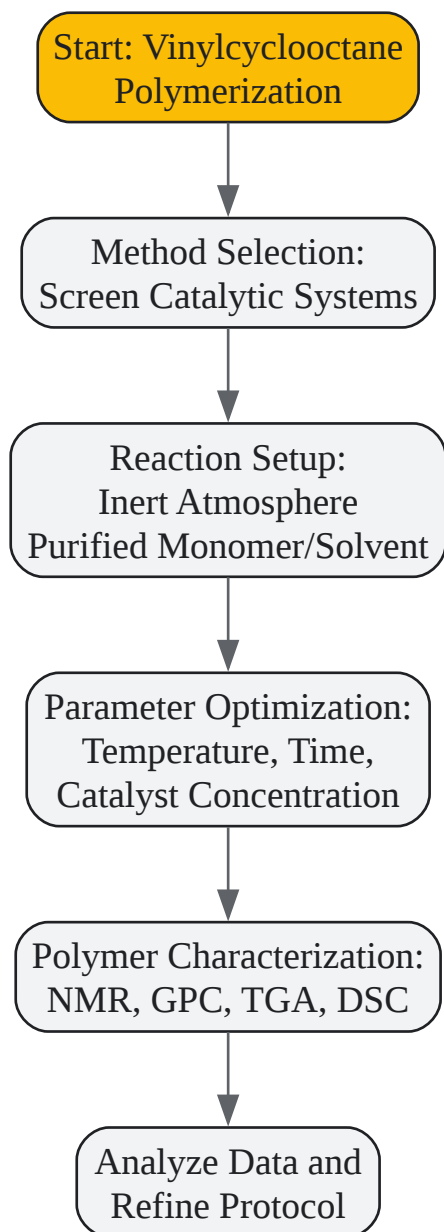 Start: Vinylcyclooctane
Polymerization
Method Selection:
Screen Catalytic Systems
Reaction Setup:
Inert Atmosphere
Purified Monomer/Solvent
Parameter Optimization:
Temperature, Time,
Catalyst Concentration
Polymer Characterization:
NMR, GPC, TGA, DSC
Analyze Data and
Refine Protocol